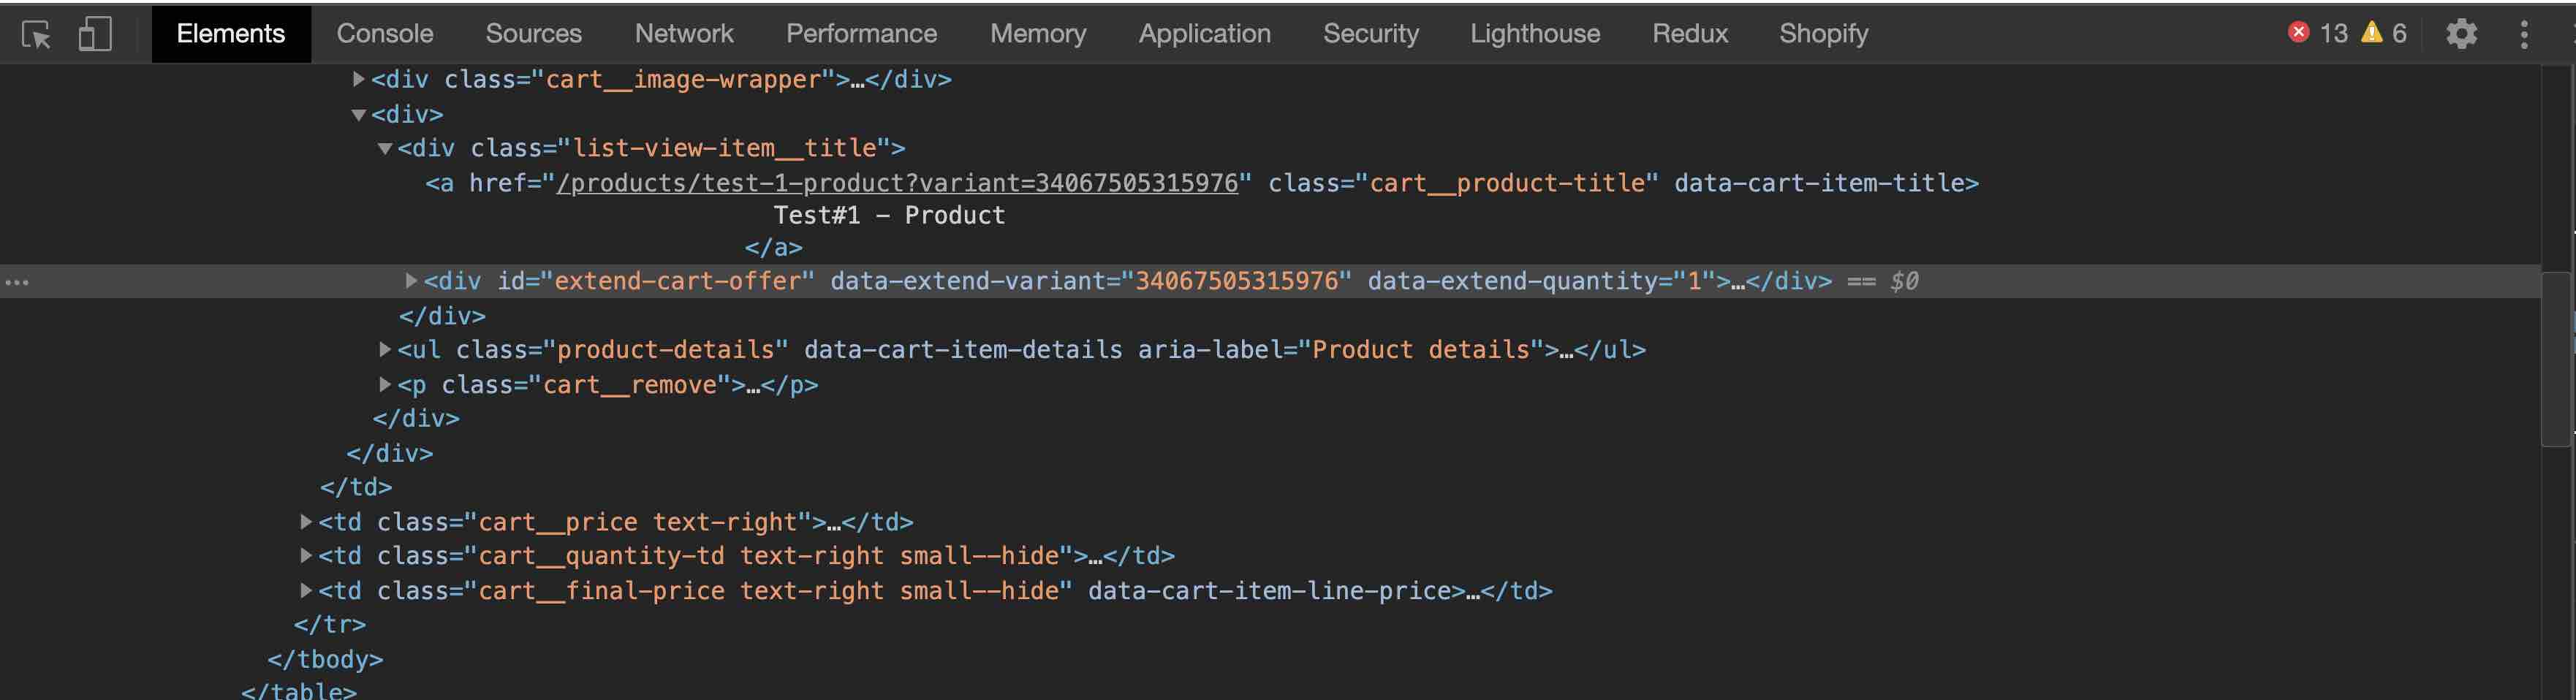 Elements Console Sources Network Performance Memory Application Security Lighthouse Redux Shopify 13 6
<div class="cart__image-wrapper">…</div>
<div>
<div class="list-view-item__title">
<a href="/products/test-1-product?variant=34067505315976" class="cart__product-title" data-cart-item-title>
Test#1 - Product
</a>
… <div id="extend-cart-offer" data-extend-variant="34067505315976" data-extend-quantity="1">…</div> == $0
</div>
<ul class="product-details" data-cart-item-details aria-label="Product details">…</ul>
<p class="cart__remove">…</p>
</div>
</div>
</td>
<td class="cart__price text-right">…</td>
<td class="cart__quantity-td text-right small--hide">…</td>
<td class="cart__final-price text-right small--hide" data-cart-item-line-price>…</td>
</tr>
</tbody>
</table>